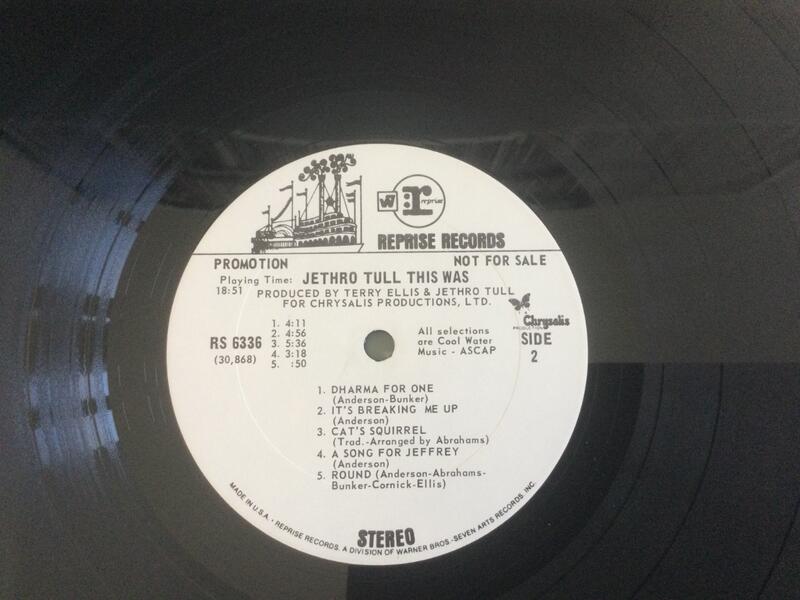 W7
r: reprise
REPRISE RECORDS
PROMOTION NOT FOR SALE
Playing Time: JETHRO TULL THIS WAS
18:51 PRODUCED BY TERRY ELLIS & JETHRO TULL
FOR CHRYSALIS PRODUCTIONS, LTD.
Chrysalis
PRODUCTION
RS 6336
(30,868)
1. 4:11
2. 4:56
3. 5:36
4. 3:18
5. :50
All selections
are Cool Water
Music - ASCAP
SIDE
2
1. DHARMA FOR ONE
(Anderson-Bunker)
2. IT'S BREAKING ME UP
(Anderson)
3. CAT'S SQUIRREL
(Trad.-Arranged by Abrahams)
4. A SONG FOR JEFFREY
(Anderson)
5. ROUND (Anderson-Abrahams-
Bunker-Cornick-Ellis)
STEREO
MADE IN U.S.A. • REPRISE RECORDS, A DIVISION OF WARNER BROS.-SEVEN ARTS RECORDS, INC.